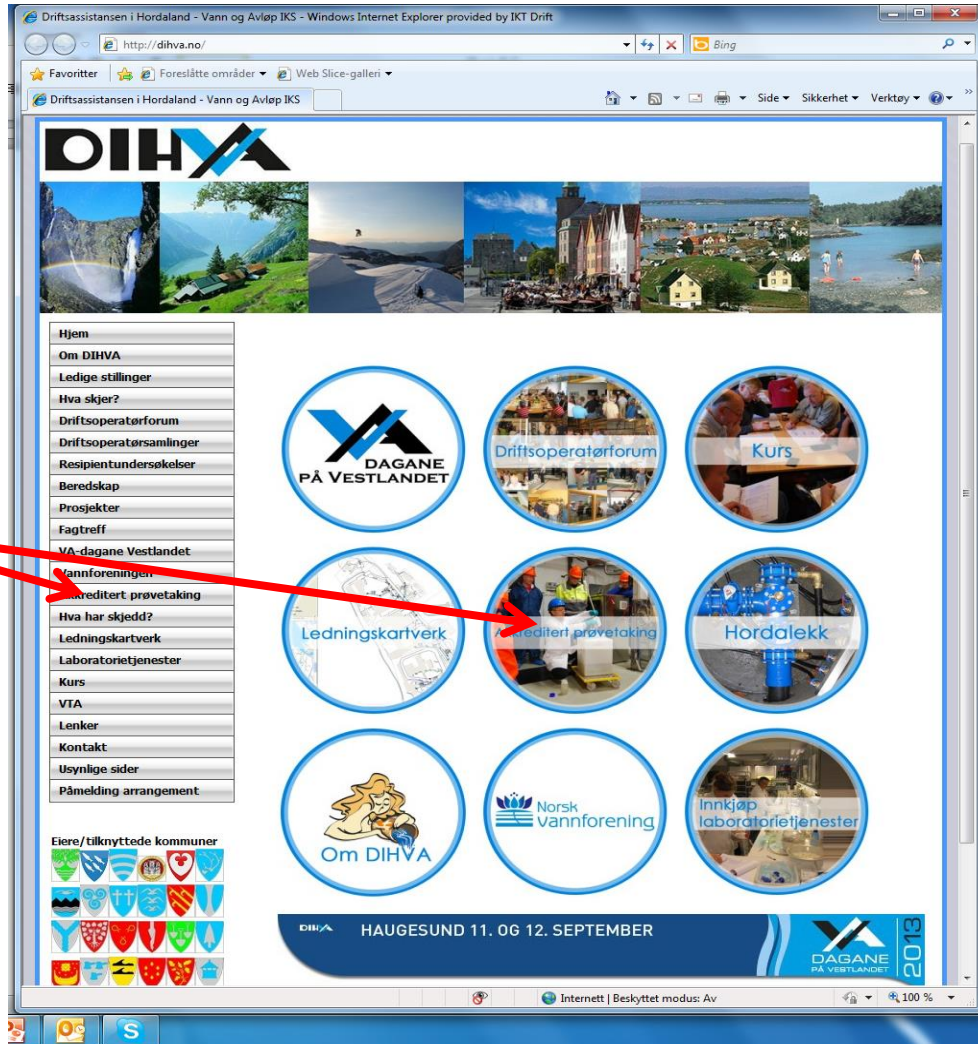 Driftsassistansen i Hordaland - Vann og Avløp IKS - Windows Internet Explorer provided by IKT Drift
http://dihva.no/
Bing
Favoritter
Foreslåtte områder
Web Slice-galleri
Driftsassistansen i Hordaland - Vann og Avløp IKS
Side
Sikkerhet
Verktøy
DIHVA
Hjem
Om DIHVA
Ledige stillinger
Hva skjer?
Driftsoperatørforum
Driftsoperatørsamlinger
Resipientundersøkelser
Beredskap
Prosjekter
Fagtreff
VA-dagane Vestlandet
Vannforeningen
Akkreditert prøvetaking
Hva har skjedd?
Ledningskartverk
Laboratorietjenester
Kurs
VTA
Lenker
Kontakt
Usynlige sider
Påmelding arrangement
Eiere/tilknyttede kommuner
VA
DAGANE
PÅ VESTLANDET
Driftsoperatørforum
Kurs
Ledningskartverk
Akkreditert prøvetaking
Hordalekk
Om DIHVA
Norsk
vannforening
Innkjøp
laboratorietjenester
DIHVA HAUGESUND 11. OG 12. SEPTEMBER
VA
DAGANE
PÅ VESTLANDET
2013
Internett | Beskyttet modus: Av
100 %